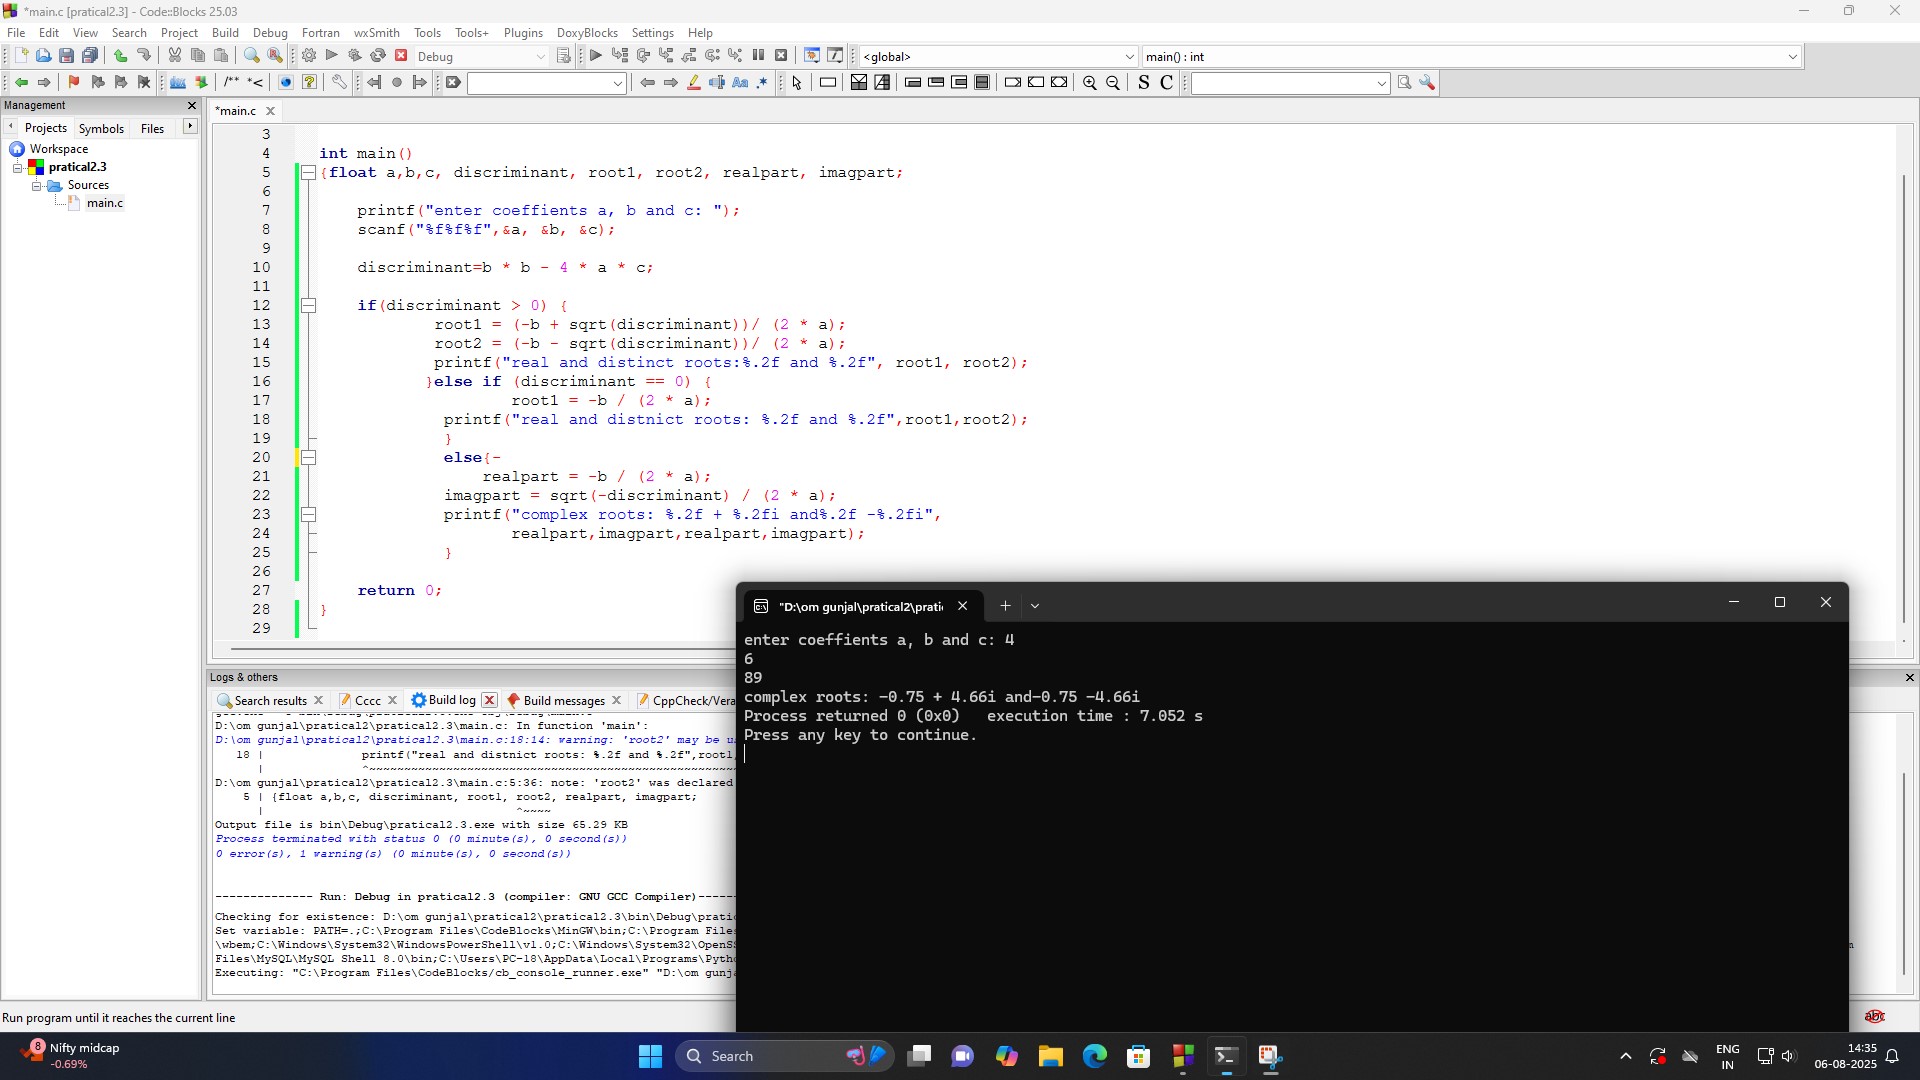 *main.c [pratical2.3] - Code::Blocks 25.03
File Edit View Search Project Build Debug Fortran wxSmith Tools Tools+ Plugins DoxyBlocks Settings Help
Debug
<global>
main() : int
/** *<
Aa .*
S C
Management
*main.c
Projects Symbols Files
Workspace
pratical2.3
Sources
main.c
3
4 int main()
5 {float a,b,c, discriminant, root1, root2, realpart, imagpart;
6
7 printf("enter coeffients a, b and c: ");
8 scanf("%f%f%f",&a, &b, &c);
9
10 discriminant=b * b - 4 * a * c;
11
12 if(discriminant > 0) {
13 root1 = (-b + sqrt(discriminant))/ (2 * a);
14 root2 = (-b - sqrt(discriminant))/ (2 * a);
15 printf("real and distinct roots:%.2f and %.2f", root1, root2);
16 }else if (discriminant == 0) {
17 root1 = -b / (2 * a);
18 printf("real and distnict roots: %.2f and %.2f",root1,root2);
19 }
20 else{-
21 realpart = -b / (2 * a);
22 imagpart = sqrt(-discriminant) / (2 * a);
23 printf("complex roots: %.2f + %.2fi and%.2f -%.2fi",
24 realpart,imagpart,realpart,imagpart);
25 }
26
27 return 0;
28 }
29
Logs & others
Search results Cccc Build log Build messages CppCheck/Vera
D:\om gunjal\pratical2\pratical2.3\main.c: In function 'main':
D:\om gunjal\pratical2\pratical2.3\main.c:18:14: warning: 'root2' may be u
18 | printf("real and distnict roots: %.2f and %.2f",root1
| ^~~~~~~~~~~~~~~~~~~~~~~~~~~~~~~~~~~~~~~~~~~~~~
D:\om gunjal\pratical2\pratical2.3\main.c:5:36: note: 'root2' was declared
5 | {float a,b,c, discriminant, root1, root2, realpart, imagpart;
| ^~~~~
Output file is bin\Debug\pratical2.3.exe with size 65.29 KB
Process terminated with status 0 (0 minute(s), 0 second(s))
0 error(s), 1 warning(s) (0 minute(s), 0 second(s))
-------------- Run: Debug in pratical2.3 (compiler: GNU GCC Compiler)-----
Checking for existence: D:\om gunjal\pratical2\pratical2.3\bin\Debug\pratic
Set variable: PATH=.;C:\Program Files\CodeBlocks\MinGW\bin;C:\Program Files
\wbem;C:\Windows\System32\WindowsPowerShell\v1.0;C:\Windows\System32\OpenSS
Files\MySQL\MySQL Shell 8.0\bin;C:\Users\PC-18\AppData\Local\Programs\Pyth
Executing: "C:\Program Files\CodeBlocks/cb_console_runner.exe" "D:\om gunja
"D:\om gunjal\pratical2\prati
enter coeffients a, b and c: 4
6
89
complex roots: -0.75 + 4.66i and-0.75 -4.66i
Process returned 0 (0x0) execution time : 7.052 s
Press any key to continue.
Run program until it reaches the current line
abc
8
Nifty midcap
-0.69%
Search
ENG
IN
14:35
06-08-2025